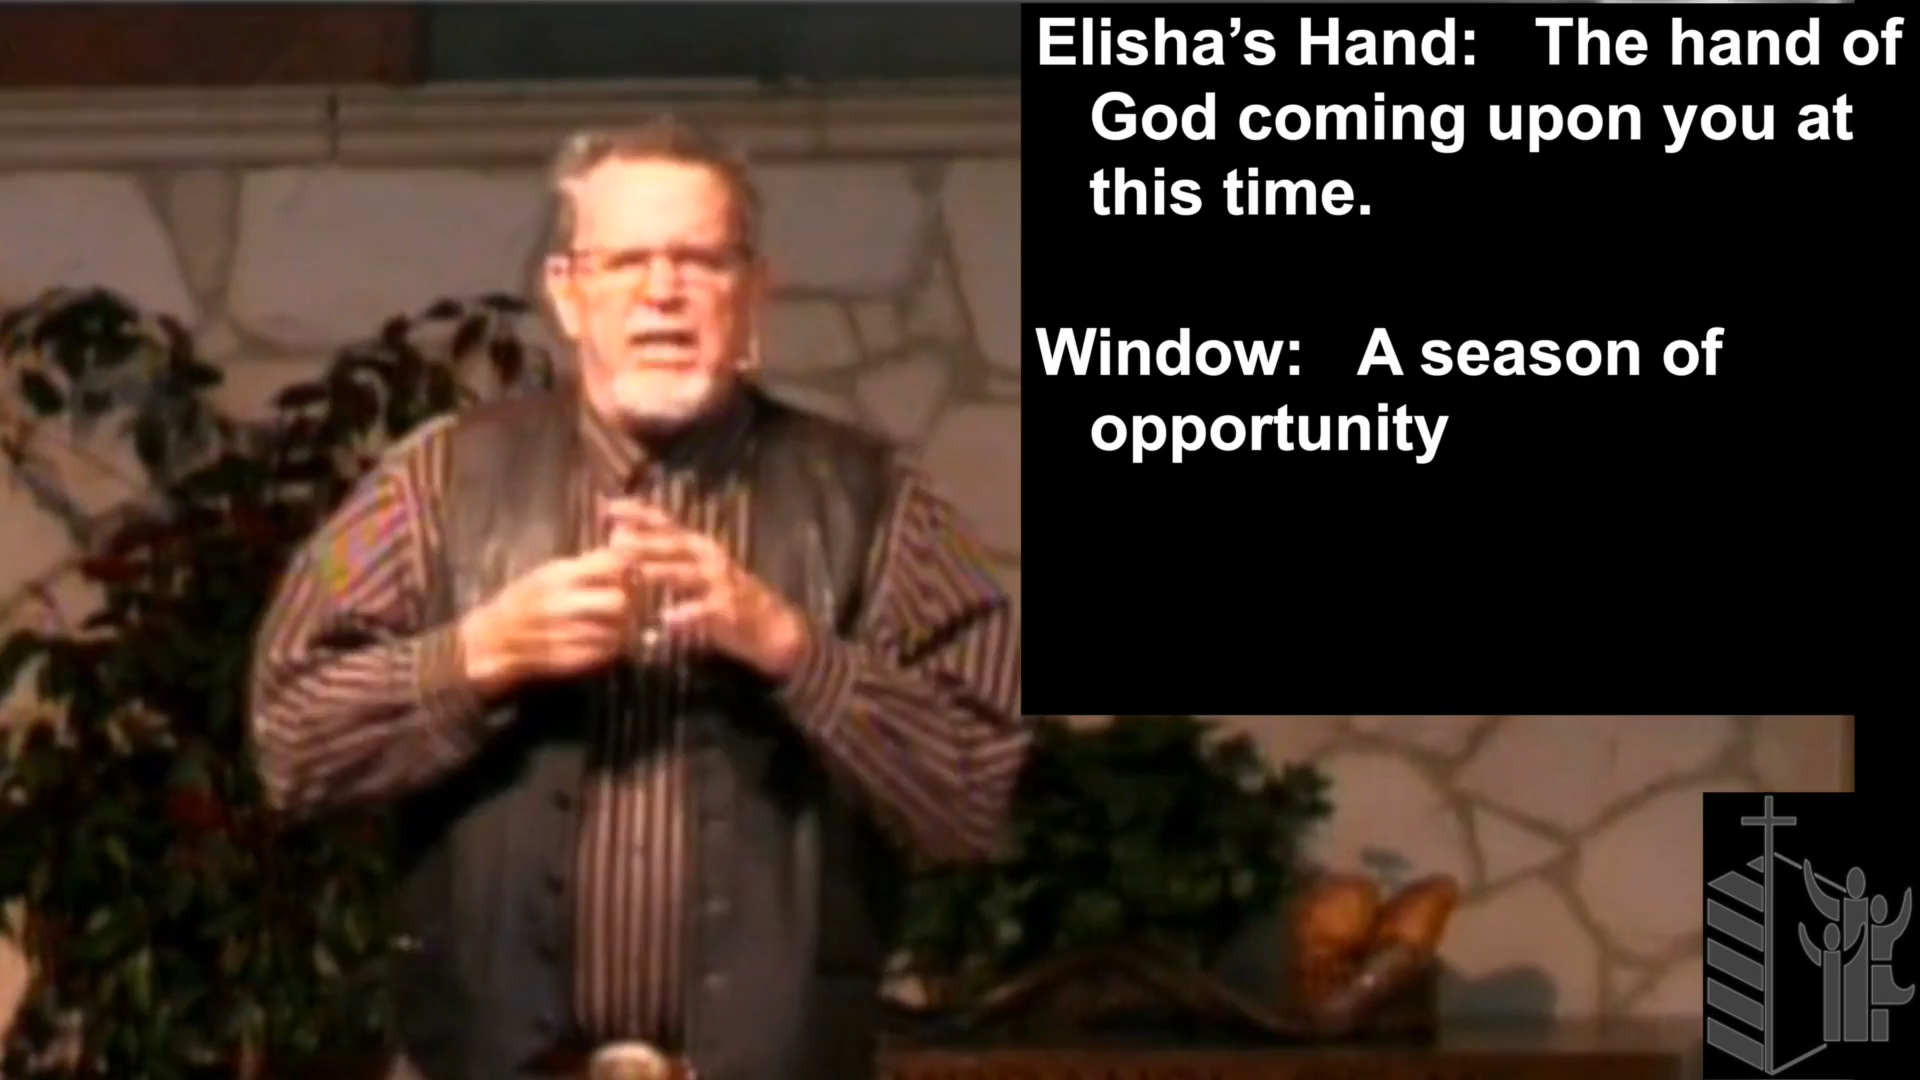 Elisha’s Hand: The hand of
God coming upon you at
this time.
Window: A season of
opportunity